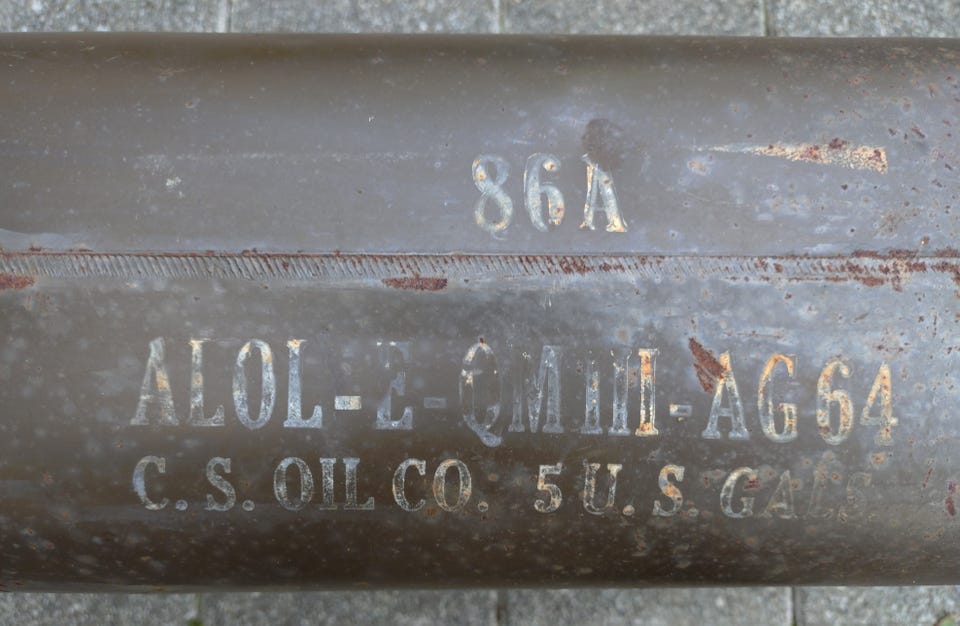 86A
ALOL-E-QMIII-AG64
C. S. OIL CO. 5 U. S. GALS